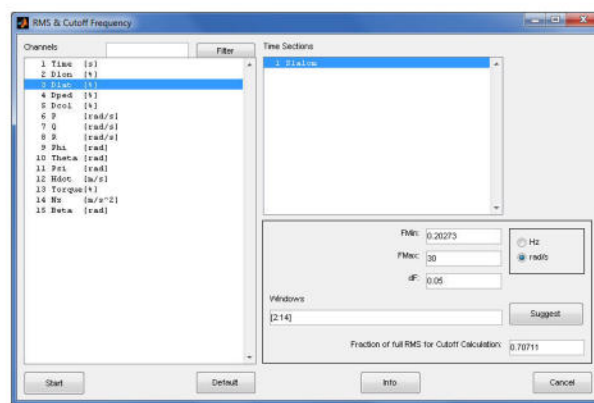 RMS & Cutoff Frequency
Channels
Filter
Time Sections
1 Time [s]
2 Dlon [%]
3 Dlat [%]
4 Dped [%]
5 Dcol [%]
6 P [rad/s]
7 Q [rad/s]
8 R [rad/s]
9 Phi [rad]
10 Theta [rad]
11 Psi [rad]
12 Hdot [m/s]
13 Torque[%]
14 Nz [m/s^2]
15 Beta [rad]
1 Slalom
FMin: 0.20273
FMax: 30
dF: 0.05
Hz
rad/s
Windows
[2:14]
Suggest
Fraction of full RMS for Cutoff Calculation: 0.70711
Start
Default
Info
Cancel